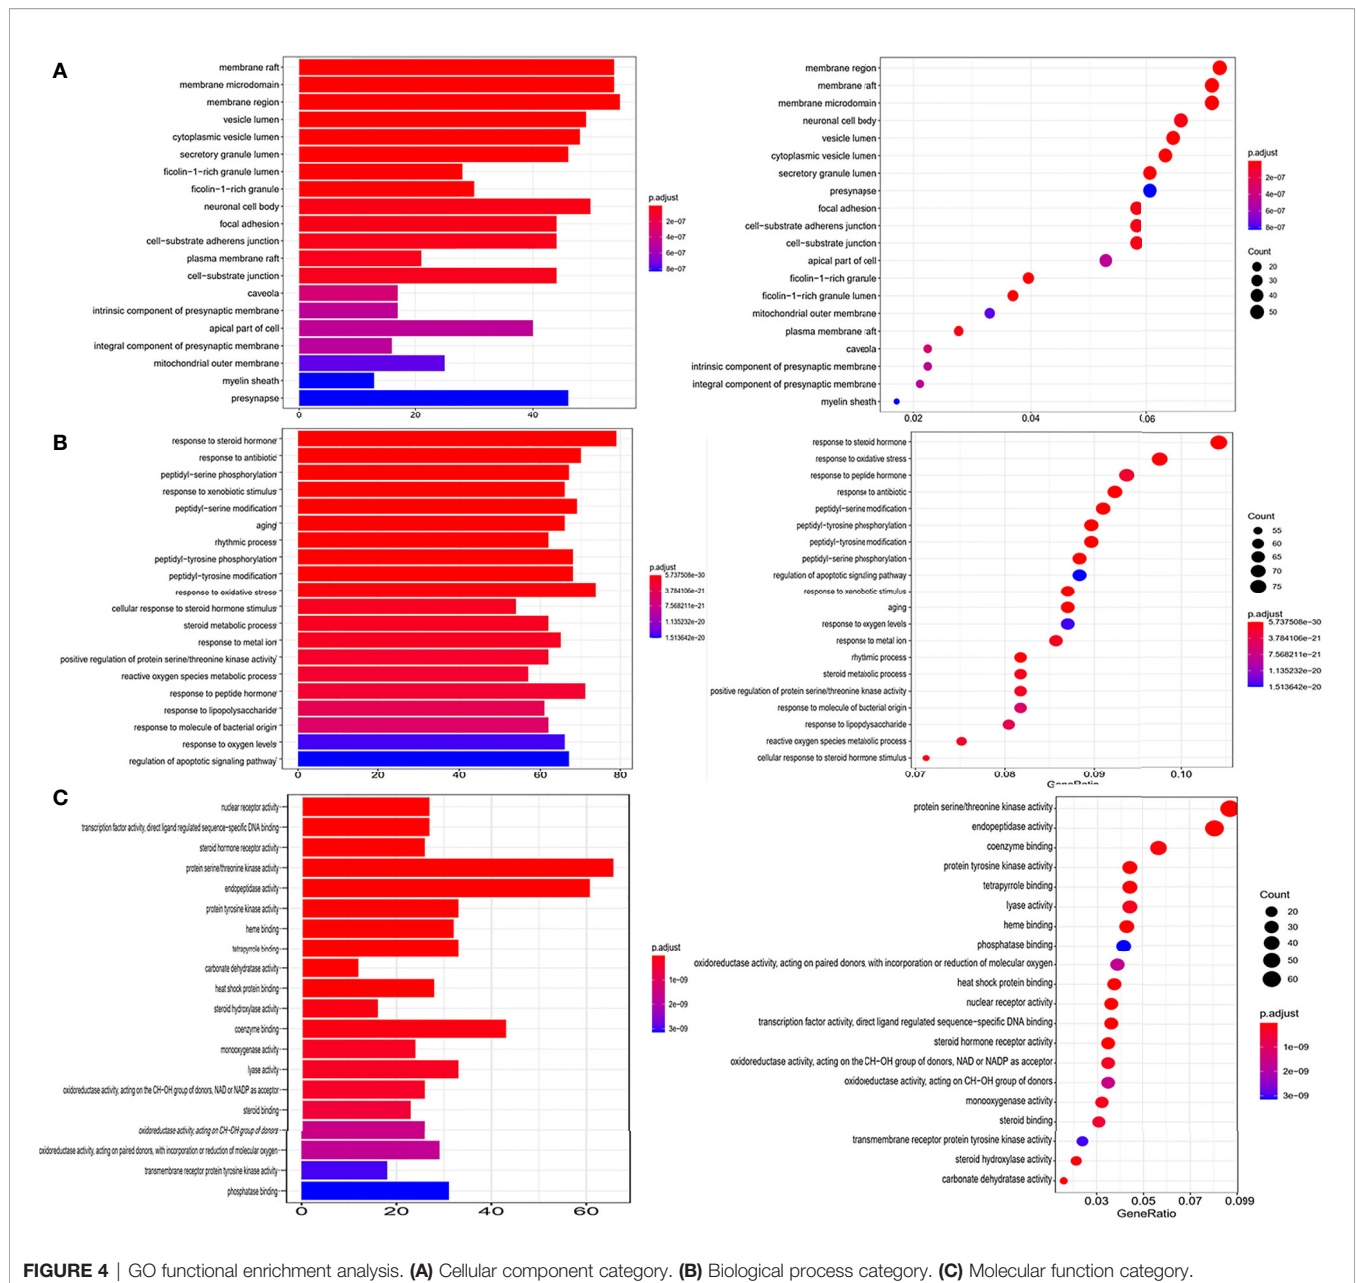 A
membrane raft
membrane microdomain
membrane region
vesicle lumen
cytoplasmic vesicle lumen
secretory granule lumen
ficolin−1−rich granule lumen
ficolin−1−rich granule
neuronal cell body
focal adhesion
cell−substrate adherens junction
plasma membrane raft
cell−substrate junction
caveola
intrinsic component of presynaptic membrane
apical part of cell
integral component of presynaptic membrane
mitochondrial outer membrane
myelin sheath
presynapse
0 20 40
p.adjust
2e−07
4e−07
6e−07
8e−07
membrane region
membrane raft
membrane microdomain
neuronal cell body
vesicle lumen
cytoplasmic vesicle lumen
secretory granule lumen
presynapse
focal adhesion
cell−substrate adherens junction
cell−substrate junction
apical part of cell
ficolin−1−rich granule
ficolin−1−rich granule lumen
mitochondrial outer membrane
plasma membrane raft
caveola
intrinsic component of presynaptic membrane
integral component of presynaptic membrane
myelin sheath
0.02 0.04 0.06
p.adjust
2e−07
4e−07
6e−07
8e−07
Count
20
30
40
50
B
response to steroid hormone
response to antibiotic
peptidyl−serine phosphorylation
response to xenobiotic stimulus
peptidyl−serine modification
aging
rhythmic process
peptidyl−tyrosine phosphorylation
peptidyl−tyrosine modification
response to oxidative stress
cellular response to steroid hormone stimulus
steroid metabolic process
response to metal ion
positive regulation of protein serine/threonine kinase activity
reactive oxygen species metabolic process
response to peptide hormone
response to lipopolysaccharide
response to molecule of bacterial origin
response to oxygen levels
regulation of apoptotic signaling pathway
0 20 40 60 80
p.adjust
5.737508e−30
3.784106e−21
7.568211e−21
1.135232e−20
1.513642e−20
response to steroid hormone
response to oxidative stress
response to peptide hormone
response to antibiotic
peptidyl−serine modification
peptidyl−tyrosine phosphorylation
peptidyl−tyrosine modification
peptidyl−serine phosphorylation
regulation of apoptotic signaling pathway
response to xenobiotic stimulus
aging
response to oxygen levels
response to metal ion
rhythmic process
steroid metabolic process
positive regulation of protein serine/threonine kinase activity
response to molecule of bacterial origin
response to lipopolysaccharide
reactive oxygen species metabolic process
cellular response to steroid hormone stimulus
0.07 0.08 0.09 0.10
GeneRatio
Count
55
60
65
70
75
p.adjust
5.737508e−30
3.784106e−21
7.568211e−21
1.135232e−20
1.513642e−20
C
nuclear receptor activity
transcription factor activity, direct ligand regulated sequence−specific DNA binding
steroid hormone receptor activity
protein serine/threonine kinase activity
endopeptidase activity
protein tyrosine kinase activity
heme binding
tetrapyrrole binding
carbonate dehydratase activity
heat shock protein binding
steroid hydroxylase activity
coenzyme binding
monooxygenase activity
lyase activity
oxidoreductase activity, acting on the CH−OH group of donors, NAD or NADP as acceptor
steroid binding
oxidoreductase activity, acting on CH−OH group of donors
oxidoreductase activity, acting on paired donors, with incorporation or reduction of molecular oxygen
transmembrane receptor protein tyrosine kinase activity
phosphatase binding
0 20 40 60
p.adjust
1e−09
2e−09
3e−09
protein serine/threonine kinase activity
endopeptidase activity
coenzyme binding
protein tyrosine kinase activity
tetrapyrrole binding
lyase activity
heme binding
phosphatase binding
oxidoreductase activity, acting on paired donors, with incorporation or reduction of molecular oxygen
heat shock protein binding
nuclear receptor activity
transcription factor activity, direct ligand regulated sequence−specific DNA binding
steroid hormone receptor activity
oxidoreductase activity, acting on the CH−OH group of donors, NAD or NADP as acceptor
oxidoreductase activity, acting on CH−OH group of donors
monooxygenase activity
steroid binding
transmembrane receptor protein tyrosine kinase activity
steroid hydroxylase activity
carbonate dehydratase activity
0.03 0.05 0.07 0.099
GeneRatio
Count
20
30
40
50
60
p.adjust
1e−09
2e−09
3e−09
FIGURE 4 | GO functional enrichment analysis. (A) Cellular component category. (B) Biological process category. (C) Molecular function category.